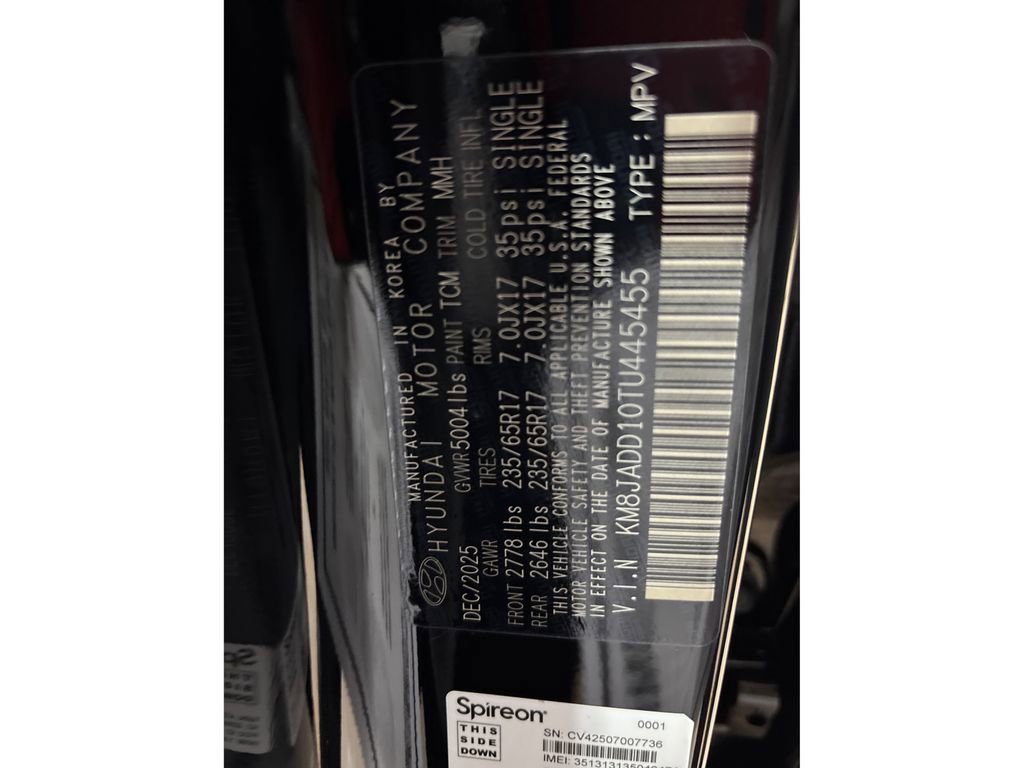 MANUFACTURED IN KOREA BY
HYUNDAI MOTOR COMPANY
DEC/2025 GVWR 5004lbs PAINT TCM TRIM MMH
GAWR TIRES RIMS COLD TIRE INFL
FRONT 2778 lbs 235/65R17 7.0JX17 35psi SINGLE
REAR 2646 lbs 235/65R17 7.0JX17 35psi SINGLE
THIS VEHICLE CONFORMS TO ALL APPLICABLE U.S.A. FEDERAL
MOTOR VEHICLE SAFETY AND THEFT PREVENTION STANDARDS
IN EFFECT ON THE DATE OF MANUFACTURE SHOWN ABOVE
V.I.N KM8JADD10TU445455 TYPE : MPV
Spireon
0001
THIS
SIDE
DOWN
SN: CV42507007736
IMEI: